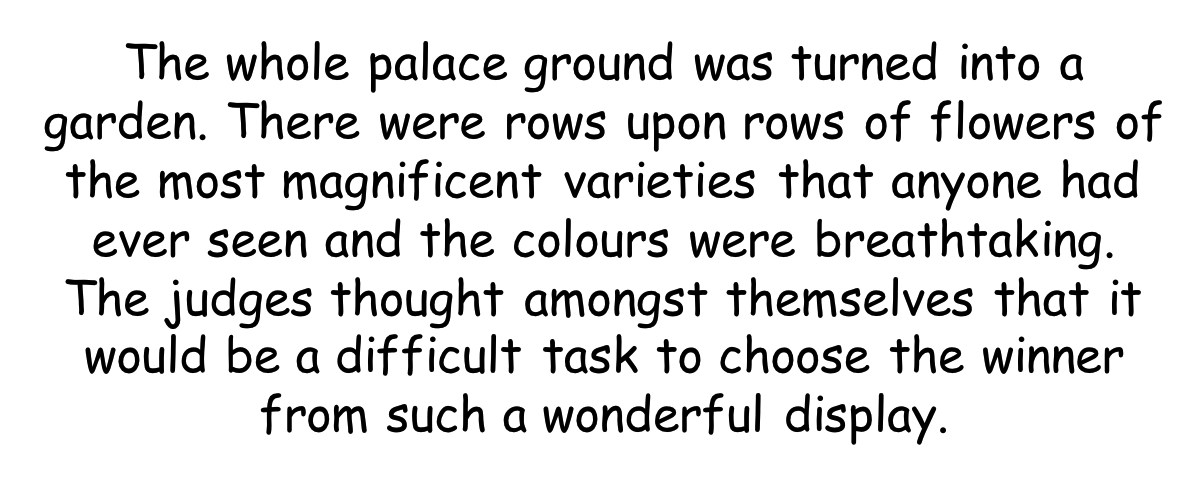 The whole palace ground was turned into a
garden. There were rows upon rows of flowers of
the most magnificent varieties that anyone had
ever seen and the colours were breathtaking.
The judges thought amongst themselves that it
would be a difficult task to choose the winner
from such a wonderful display.